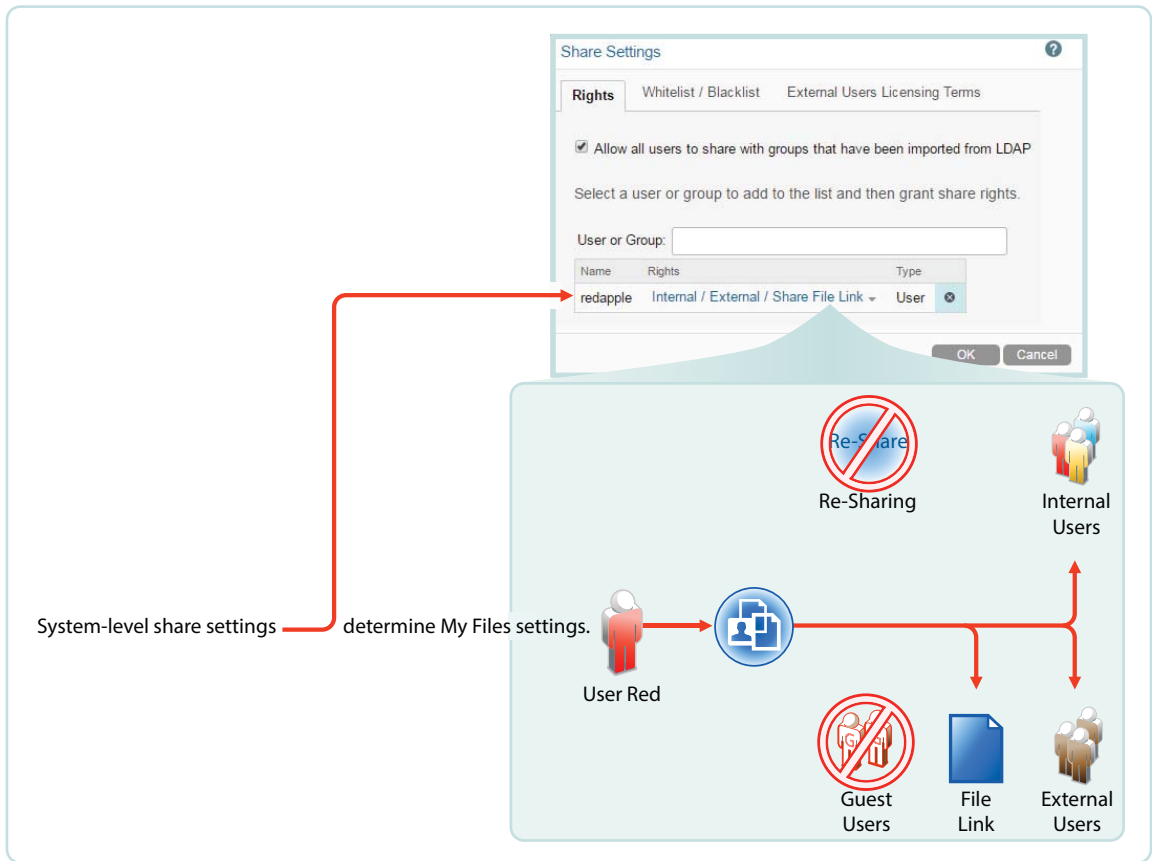 Share Settings
?
Rights Whitelist / Blacklist External Users Licensing Terms
Allow all users to share with groups that have been imported from LDAP
Select a user or group to add to the list and then grant share rights.
User or Group:
Name Rights Type
redapple Internal / External / Share File Link User
OK Cancel
Re-Share
Re-Sharing
Internal
Users
System-level share settings determine My Files settings.
User Red
G G
Guest
Users
File
Link
External
Users